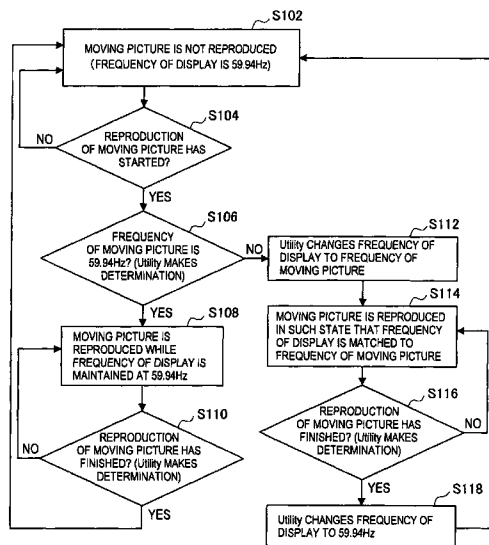 S102
MOVING PICTURE IS NOT REPRODUCED
(FREQUENCY OF DISPLAY IS 59.94Hz)
S104
REPRODUCTION
OF MOVING PICTURE HAS
STARTED?
NO
YES
S106
FREQUENCY
OF MOVING PICTURE IS
59.94Hz? (Utility MAKES
DETERMINATION)
NO
YES
S112
Utility CHANGES FREQUENCY OF
DISPLAY TO FREQUENCY OF
MOVING PICTURE
S108
MOVING PICTURE IS
REPRODUCED WHILE
FREQUENCY OF DISPLAY IS
MAINTAINED AT 59.94Hz
S114
MOVING PICTURE IS REPRODUCED
IN SUCH STATE THAT FREQUENCY
OF DISPLAY IS MATCHED TO
FREQUENCY OF MOVING PICTURE
S110
REPRODUCTION
OF MOVING PICTURE HAS
FINISHED? (Utility MAKES
DETERMINATION)
NO
YES
S116
REPRODUCTION
OF MOVING PICTURE HAS
FINISHED? (Utility MAKES
DETERMINATION)
NO
YES
S118
Utility CHANGES FREQUENCY OF
DISPLAY TO 59.94Hz